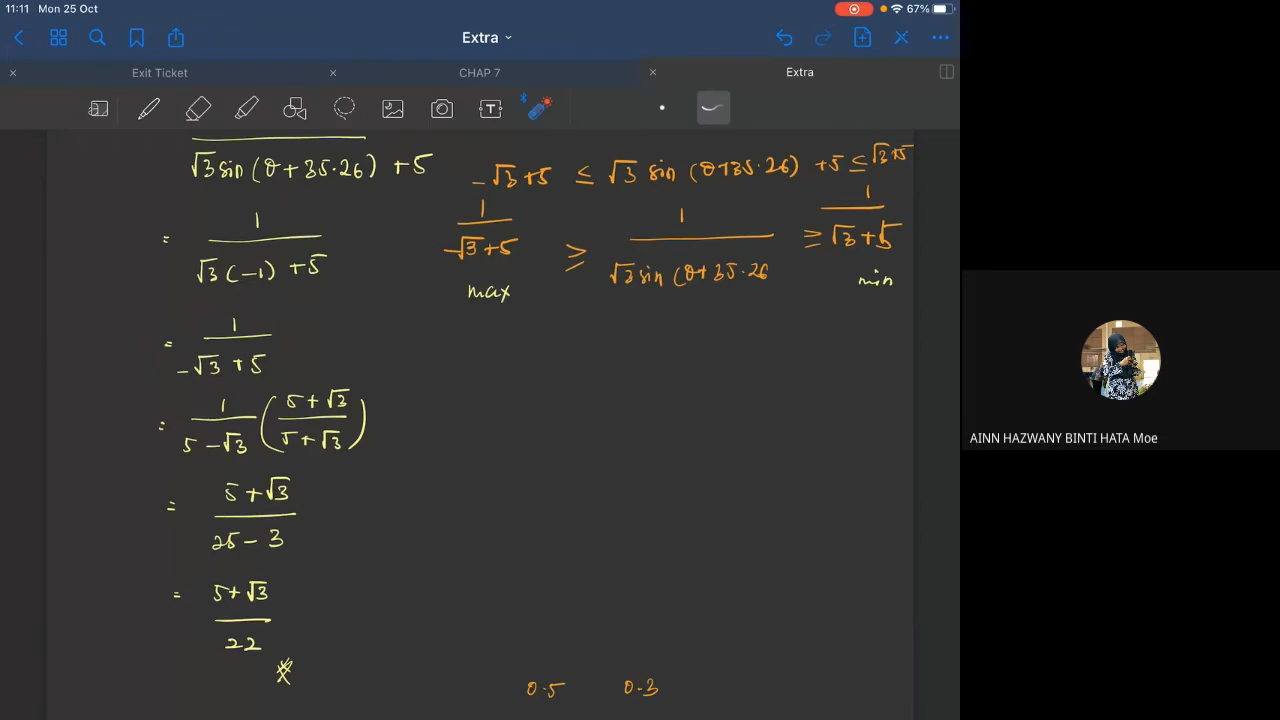 11:11 Mon 25 Oct
67%
Extra
Exit Ticket
CHAP 7
Extra
√3 sin (θ+35.26) +5
= 1 / √3(-1) +5
= 1 / -√3 +5
= 1 / 5-√3 ( 5+√3 / 5+√3 )
= 5+√3 / 25-3
= 5+√3 / 22
-√3+5 ≤ √3 sin (θ+35.26) +5 ≤ √3+5
1 / -√3+5 ≥ 1 / √3 sin (θ+35.26 ≥ 1 / √3+5
max min
0.5 0.3
AINN HAZWANY BINTI HATA Moe